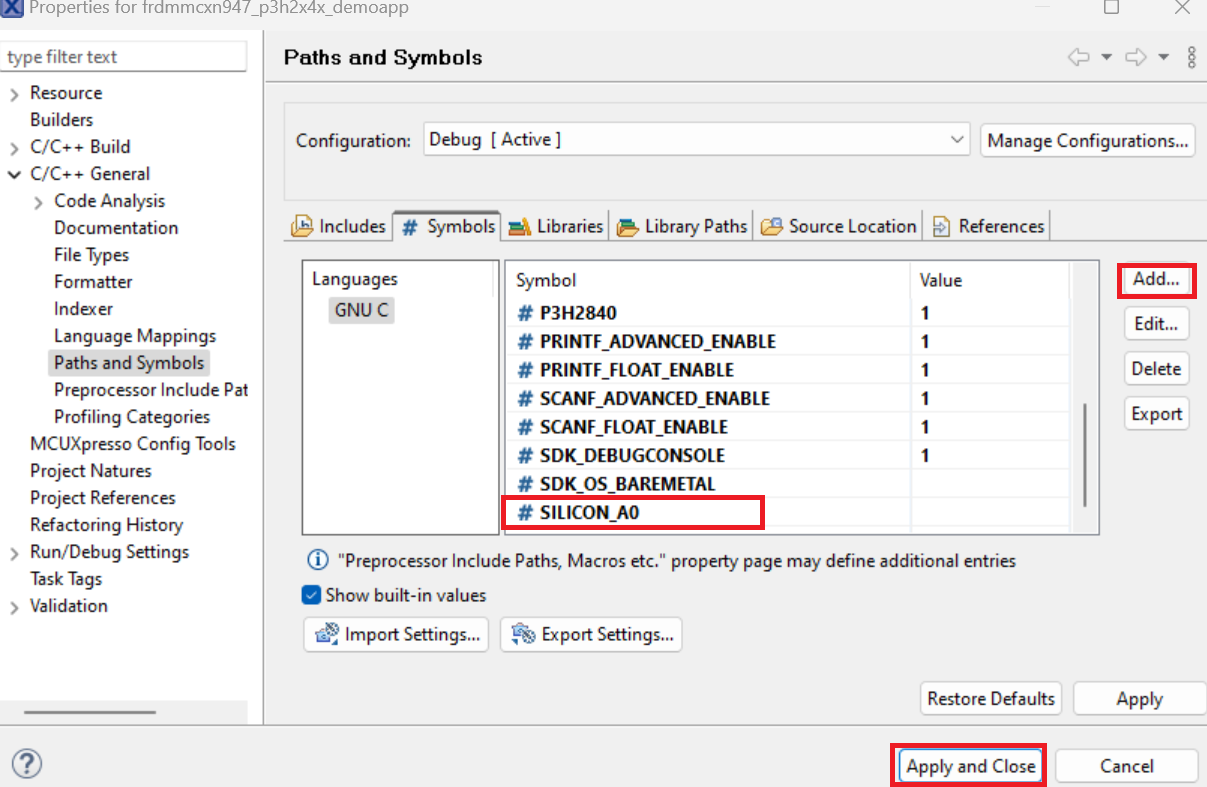 Properties for frdmmcxn947_p3h2x4x_demoapp
type filter text
Resource
Builders
C/C++ Build
C/C++ General
Code Analysis
Documentation
File Types
Formatter
Indexer
Language Mappings
Paths and Symbols
Preprocessor Include Pat
Profiling Categories
MCUXpresso Config Tools
Project Natures
Project References
Refactoring History
Run/Debug Settings
Task Tags
Validation
Paths and Symbols
Configuration: Debug [ Active ] Manage Configurations...
Includes # Symbols Libraries Library Paths Source Location References
Languages
GNU C
Symbol Value
# P3H2840 1
# PRINTF_ADVANCED_ENABLE 1
# PRINTF_FLOAT_ENABLE 1
# SCANF_ADVANCED_ENABLE 1
# SCANF_FLOAT_ENABLE 1
# SDK_DEBUGCONSOLE 1
# SDK_OS_BAREMETAL
# SILICON_A0
Add...
Edit...
Delete
Export
"Preprocessor Include Paths, Macros etc." property page may define additional entries
Show built-in values
Import Settings... Export Settings...
Restore Defaults Apply
? Apply and Close Cancel